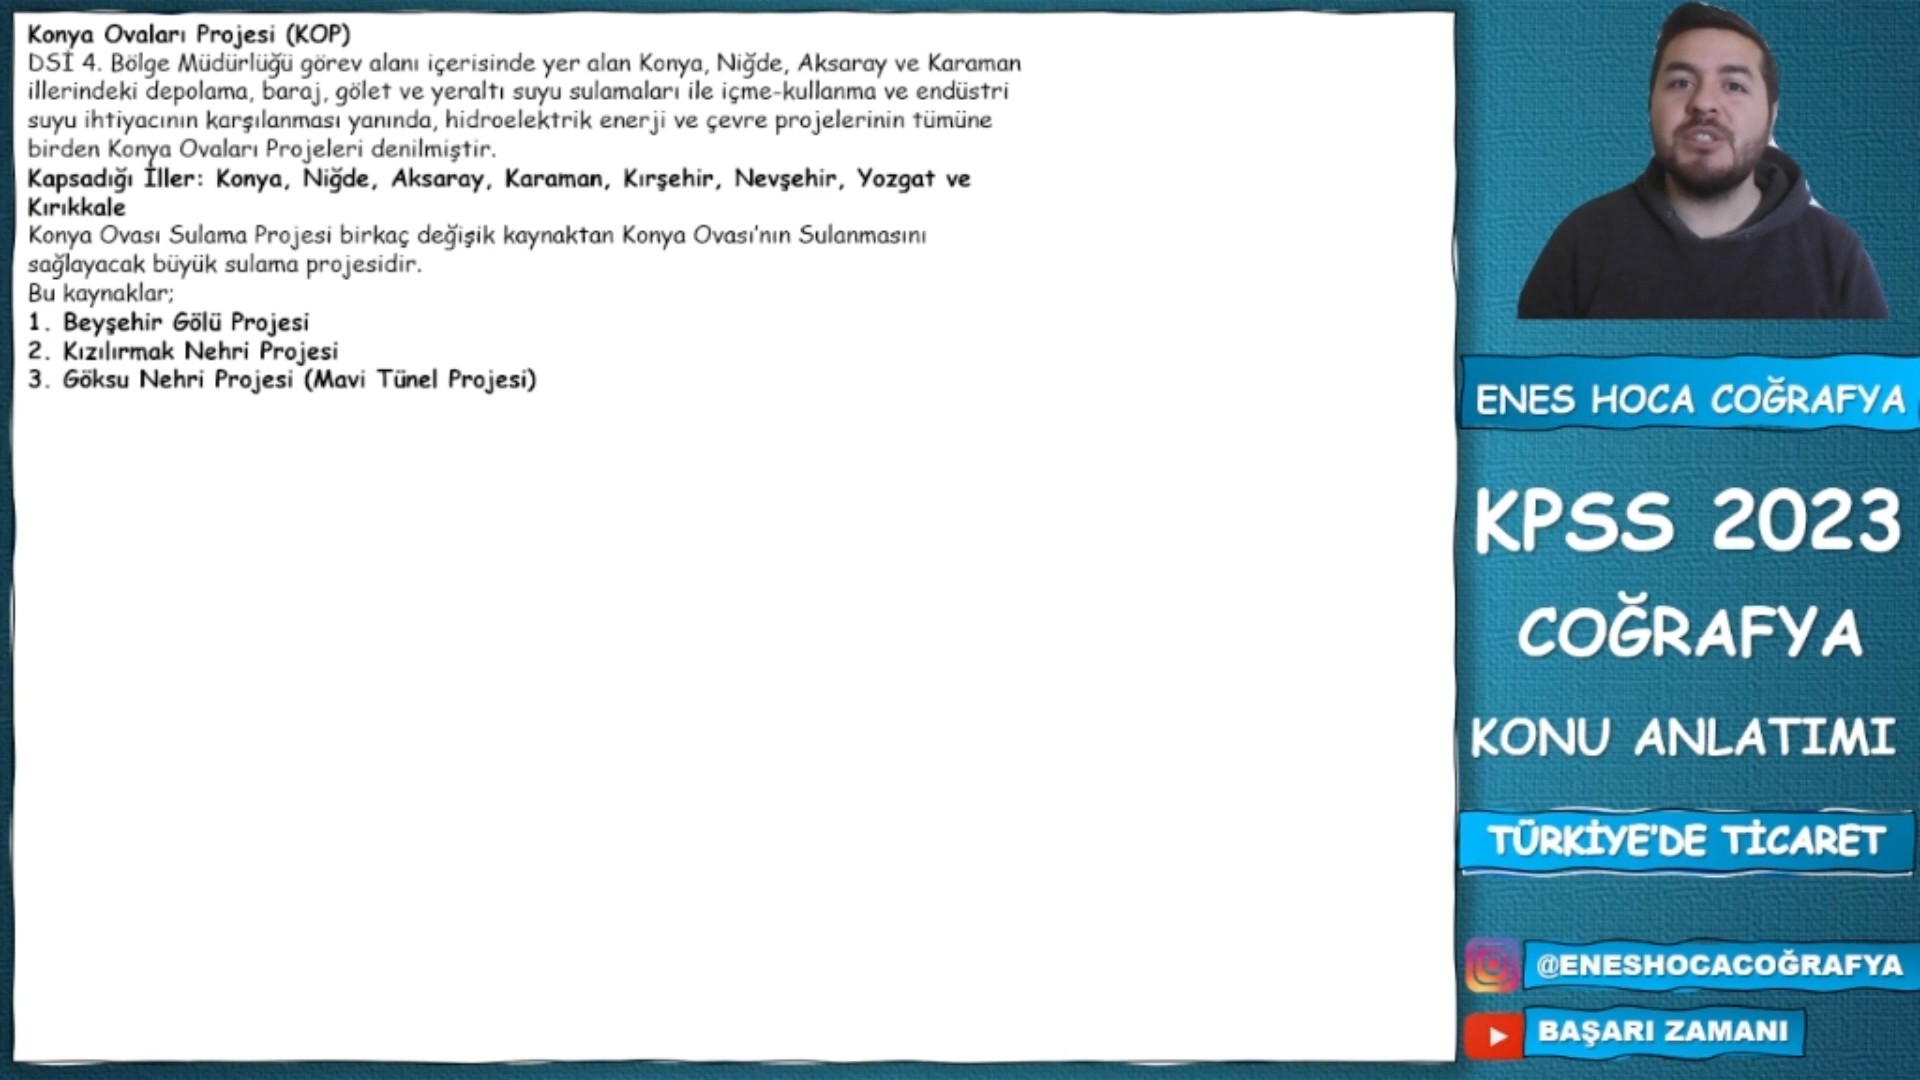 Konya Ovaları Projesi (KOP)
DSİ 4. Bölge Müdürlüğü görev alanı içerisinde yer alan Konya, Niğde, Aksaray ve Karaman
illerindeki depolama, baraj, gölet ve yeraltı suyu sulamaları ile içme-kullanma ve endüstri
suyu ihtiyacının karşılanması yanında, hidroelektrik enerji ve çevre projelerinin tümüne
birden Konya Ovaları Projeleri denilmiştir.
Kapsadığı İller: Konya, Niğde, Aksaray, Karaman, Kırşehir, Nevşehir, Yozgat ve
Kırıkkale
Konya Ovası Sulama Projesi birkaç değişik kaynaktan Konya Ovası'nın Sulanmasını
sağlayacak büyük sulama projesidir.
Bu kaynaklar;
1. Beyşehir Gölü Projesi
2. Kızılırmak Nehri Projesi
3. Göksu Nehri Projesi (Mavi Tünel Projesi)
ENES HOCA COĞRAFYA
KPSS 2023
COĞRAFYA
KONU ANLATIMI
TÜRKİYE'DE TİCARET
@ENESHOCACOĞRAFYA
BAŞARI ZAMANI